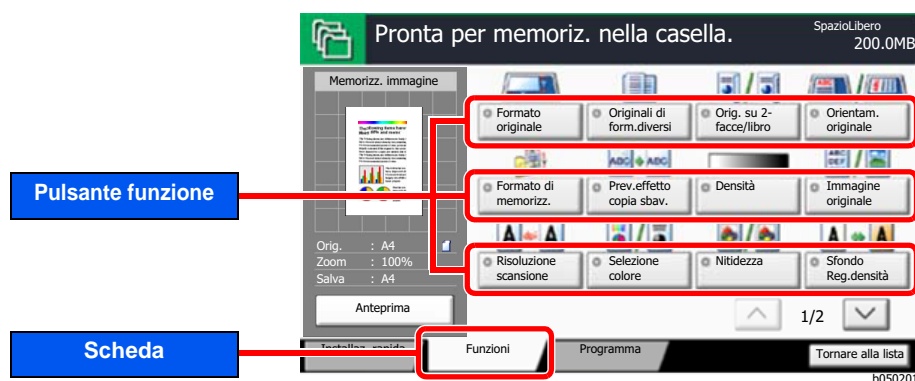 Pronta per memoriz. nella casella.
SpazioLibero
200.0MB
Memorizz. immagine
Formato
originale
Originali di
form.diversi
Orig. su 2-
facce/libro
Orientam.
originale
Pulsante funzione
Formato di
memorizz.
Prev.effetto
copia sbav.
Densità
Immagine
originale
Orig. : A4
Zoom : 100%
Salva : A4
Risoluzione
scansione
Selezione
colore
Nitidezza
Sfondo
Reg.densità
Anteprima
1/2
Scheda
Installaz. rapida
Funzioni
Programma
Tornare alla lista
b050201